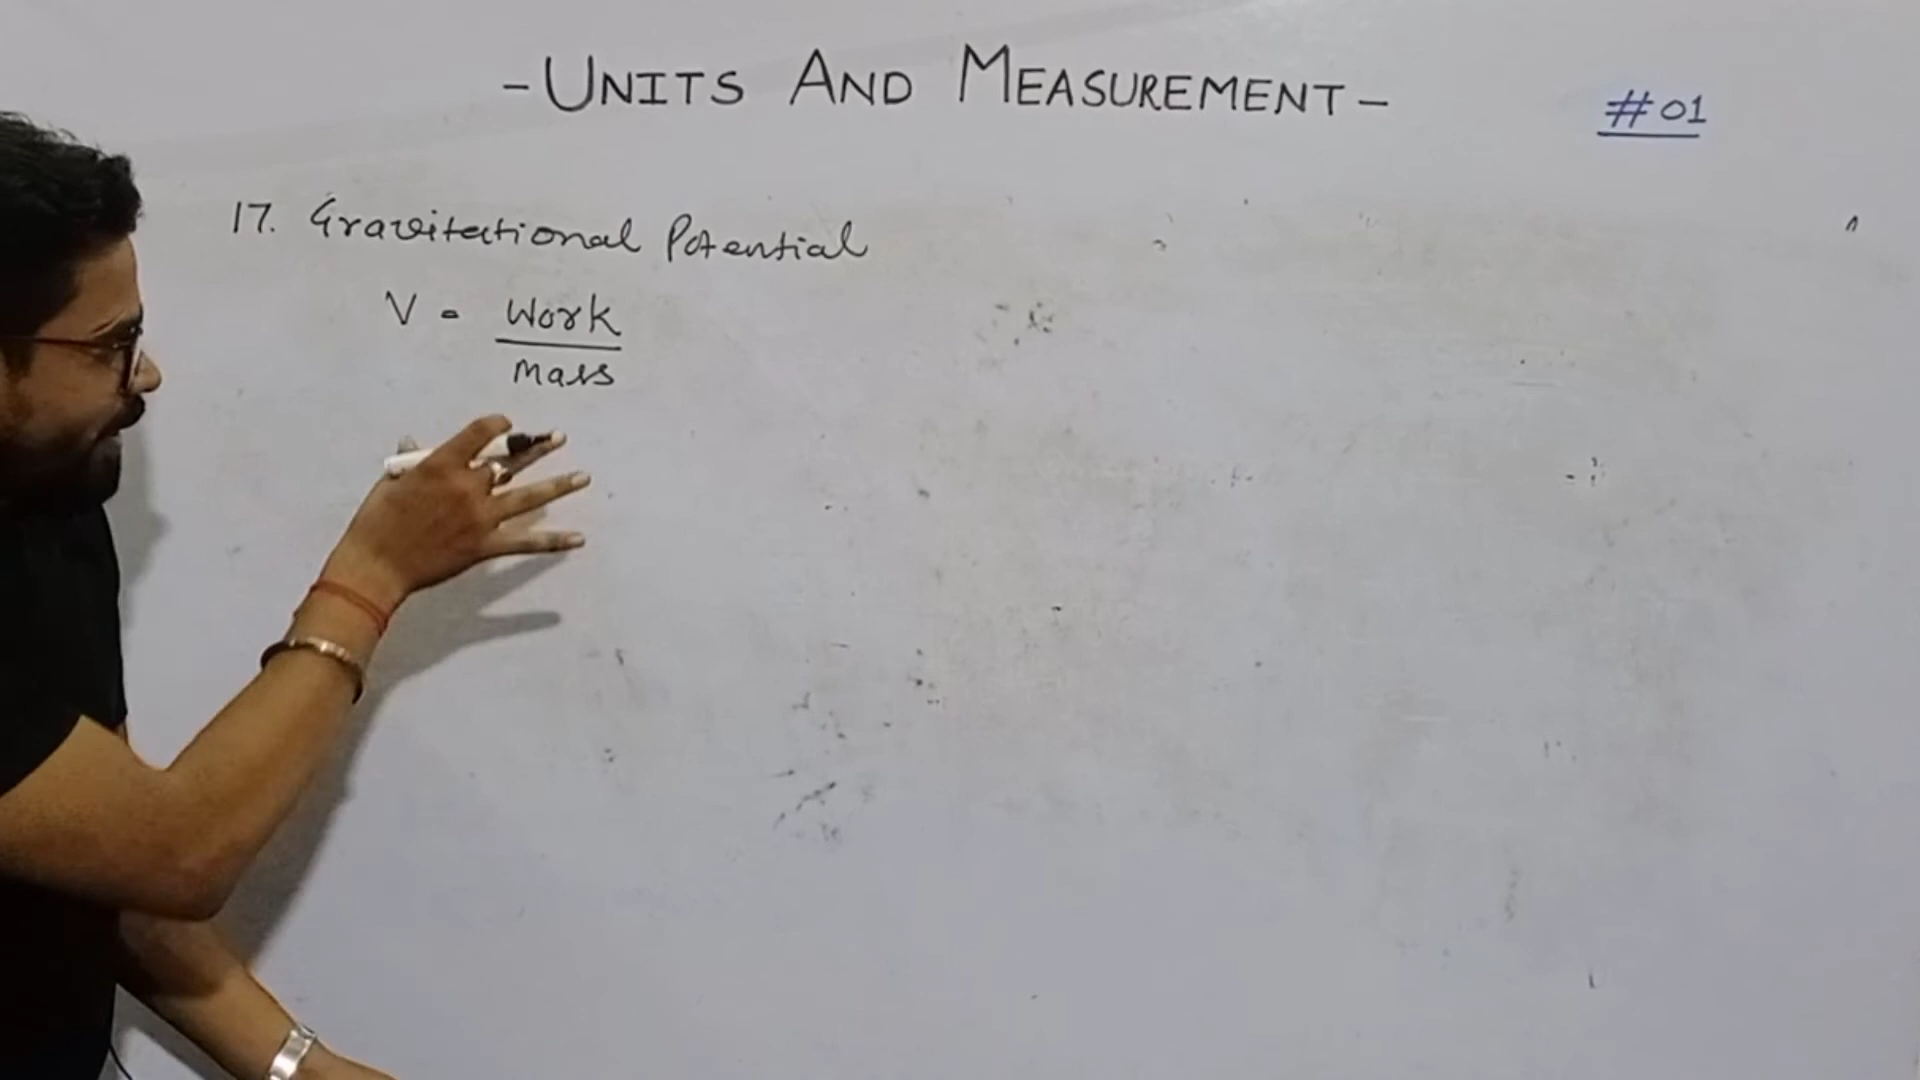 - UNITS AND MEASUREMENT -
#01
17. Gravitational Potential
V = Work
Mass